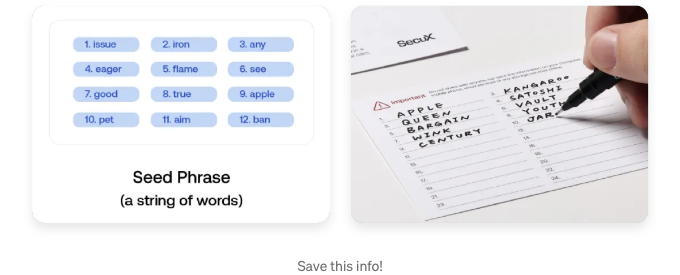 1. issue 2. iron 3. any
4. eager 5. flame 6. see
7. good 8. true 9. apple
10. pet 11. aim 12. ban
Seed Phrase
(a string of words)
SecuX
Important
APPLE KANGAROO
QUEEN SATOSHI
BARGAIN VAULT
WINK YOUTH
CENTURY JAR
Save this info!